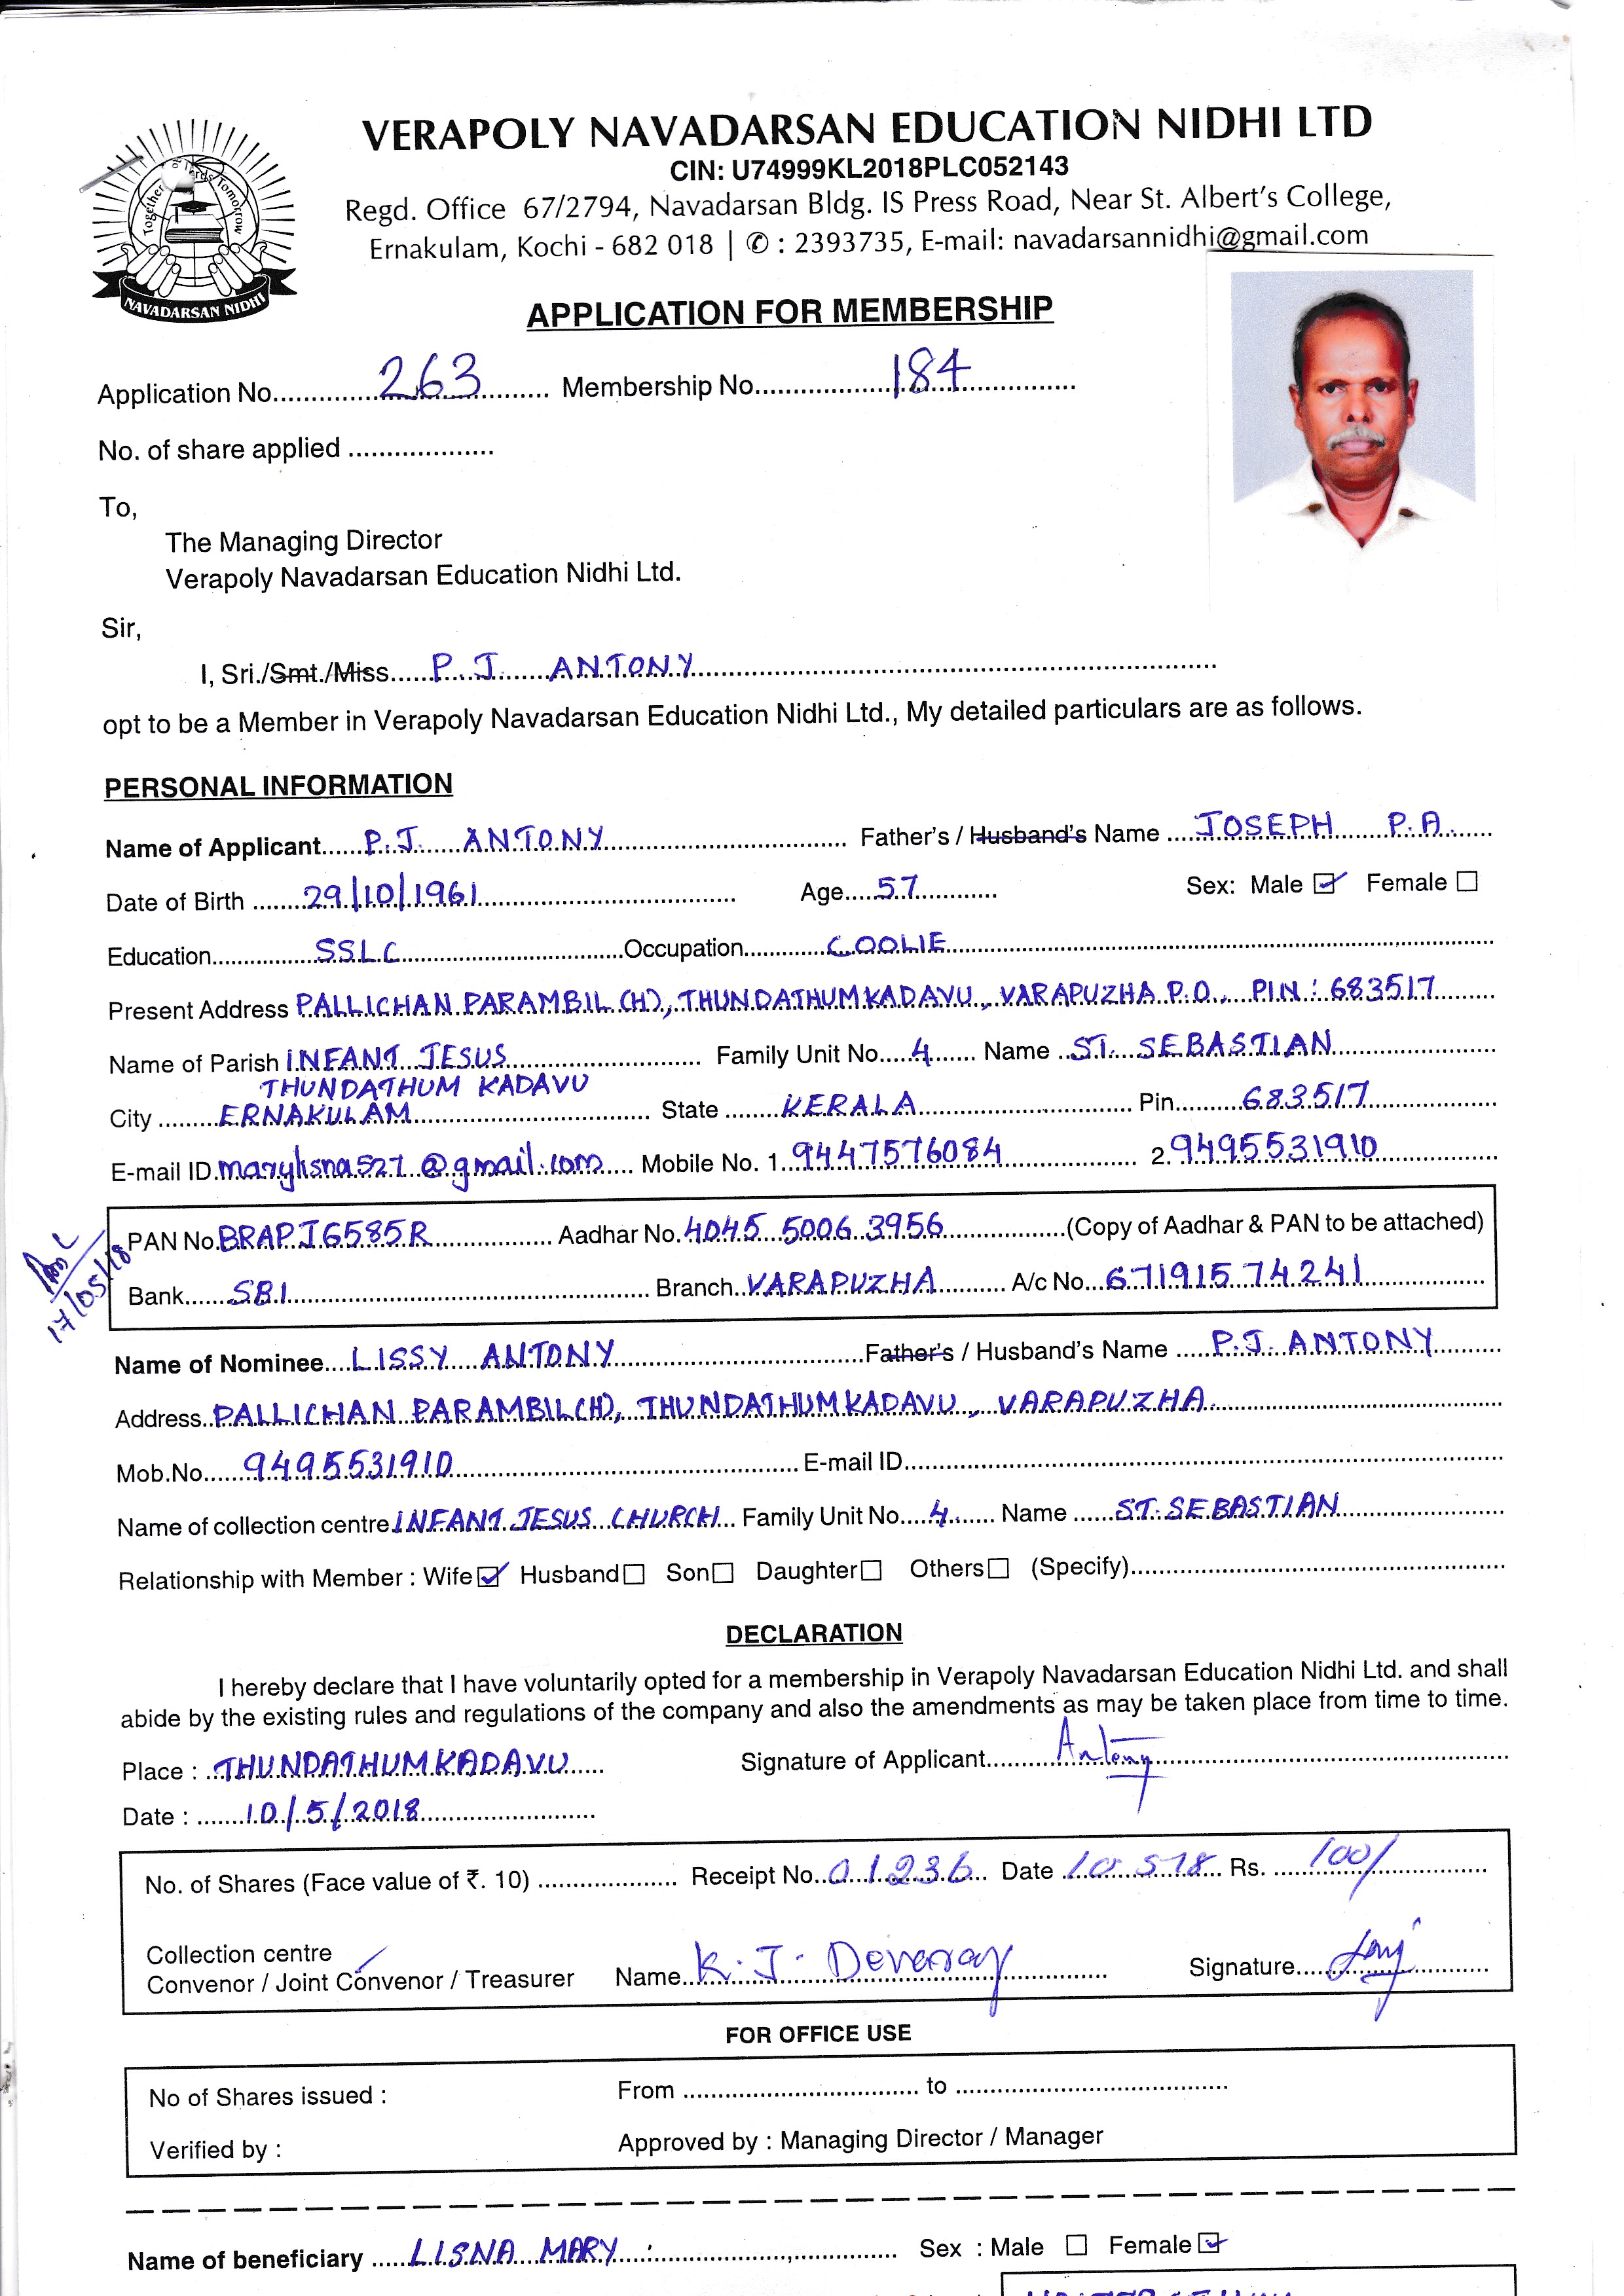 VERAPOLY NAVADARSAN EDUCATION NIDHI LTD
CIN: U74999KL2018PLC052143
Regd. Office 67/2794, Navadarsan Bldg. IS Press Road, Near St. Albert's College,
Ernakulam, Kochi - 682 018 | ✆ : 2393735, E-mail: navadarsannidhi@gmail.com
Together Towards Tomorrow
NAVADARSAN NIDHI
APPLICATION FOR MEMBERSHIP
Application No. 263 Membership No. 184
No. of share applied
To,
The Managing Director
Verapoly Navadarsan Education Nidhi Ltd.
Sir,
I, Sri./Smt./Miss P. J. ANTONY
opt to be a Member in Verapoly Navadarsan Education Nidhi Ltd., My detailed particulars are as follows.
PERSONAL INFORMATION
Name of Applicant P. J. ANTONY Father's / Husband's Name JOSEPH P.A.
Date of Birth 29/10/1961 Age 57 Sex: Male ☑ Female ☐
Education SSLC Occupation COOLIE
Present Address PALLICHAN PARAMBIL (H), THUNDATHUMKADAVU, VARAPUZHA P.O., PIN: 683517
Name of Parish INFANT JESUS Family Unit No. 4 Name ST. SEBASTIAN
THUNDATHUM KADAVU
City ERNAKULAM State KERALA Pin 683517
E-mail ID marylisna527@gmail.com Mobile No. 1. 9447576084 2. 9495531910
PAN No. BRAPJ6585R Aadhar No. 4045 5006 3956 (Copy of Aadhar & PAN to be attached)
17/05/18
Bank SBI Branch VARAPUZHA A/c No. 67191574241
Name of Nominee LISSY ANTONY Father's / Husband's Name P.J. ANTONY
Address PALLICHAN PARAMBIL (H), THUNDATHUMKADAVU, VARAPUZHA.
Mob.No. 9495531910 E-mail ID
Name of collection centre INFANT JESUS CHURCH Family Unit No. 4 Name ST. SEBASTIAN
Relationship with Member : Wife ☑ Husband ☐ Son ☐ Daughter ☐ Others ☐ (Specify)
DECLARATION
I hereby declare that I have voluntarily opted for a membership in Verapoly Navadarsan Education Nidhi Ltd. and shall
abide by the existing rules and regulations of the company and also the amendments as may be taken place from time to time.
Place : THUNDATHUMKADAVU Signature of Applicant Antony
Date : 10/5/2018
No. of Shares (Face value of ₹. 10) Receipt No. 01236 Date 10 5 18 Rs. 100/
Collection centre
Convenor / Joint Convenor / Treasurer Name K. J. Devaray Signature
FOR OFFICE USE
No of Shares issued : From to
Verified by : Approved by : Managing Director / Manager
Name of beneficiary LISNA MARY Sex : Male ☐ Female ☑